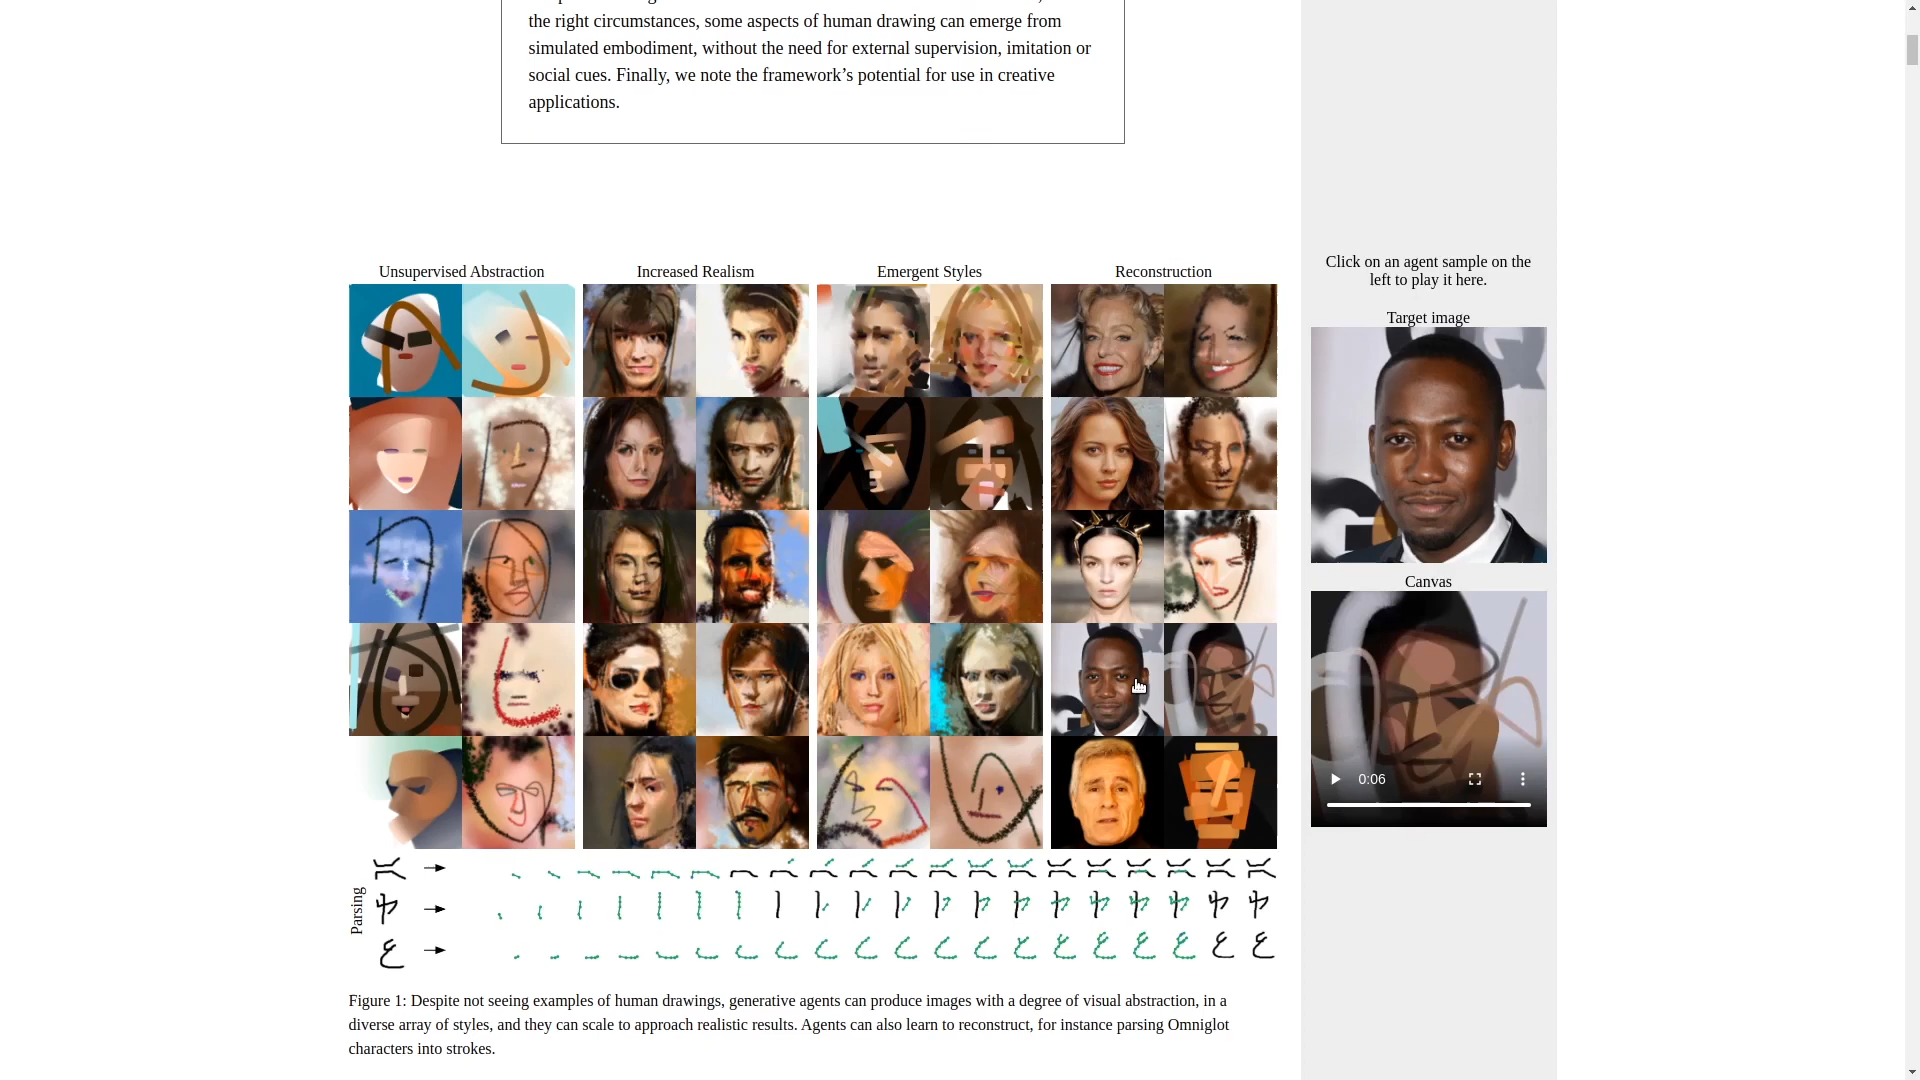 the right circumstances, some aspects of human drawing can emerge from
simulated embodiment, without the need for external supervision, imitation or
social cues. Finally, we note the framework’s potential for use in creative
applications.
Unsupervised Abstraction
Increased Realism
Emergent Styles
Reconstruction
Parsing
Figure 1: Despite not seeing examples of human drawings, generative agents can produce images with a degree of visual abstraction, in a
diverse array of styles, and they can scale to approach realistic results. Agents can also learn to reconstruct, for instance parsing Omniglot
characters into strokes.
Click on an agent sample on the
left to play it here.
Target image
Canvas
0:06